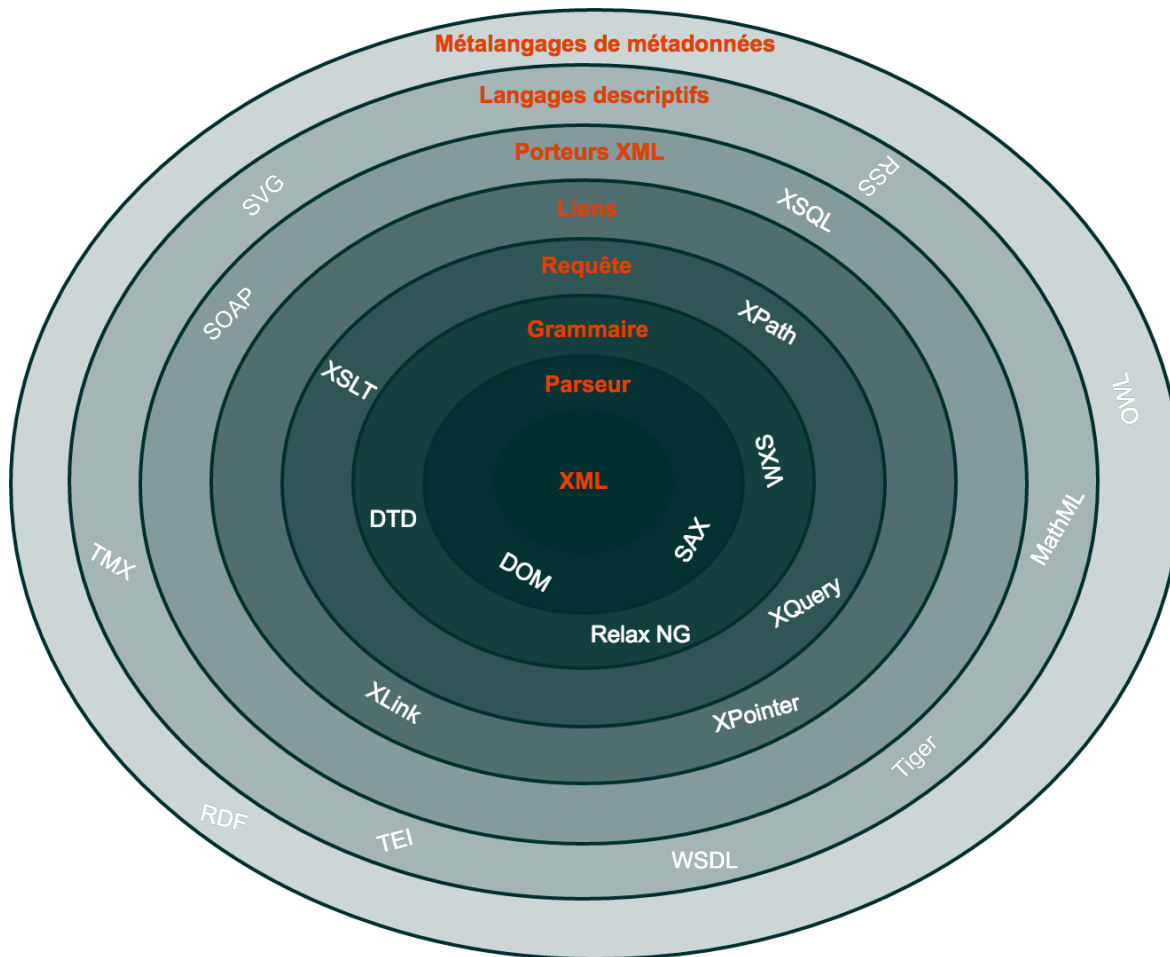 Métalangages de métadonnées
Langages descriptifs
Porteurs XML
RSS
SVG
XSQL
Liens
Requête
SOAP
XPath
Grammaire
XSLT
Parseur
OWL
WXS
XML
DTD
MathML
SAX
TMX
DOM
XQuery
Relax NG
XLink
XPointer
Tiger
RDF
TEI
WSDL